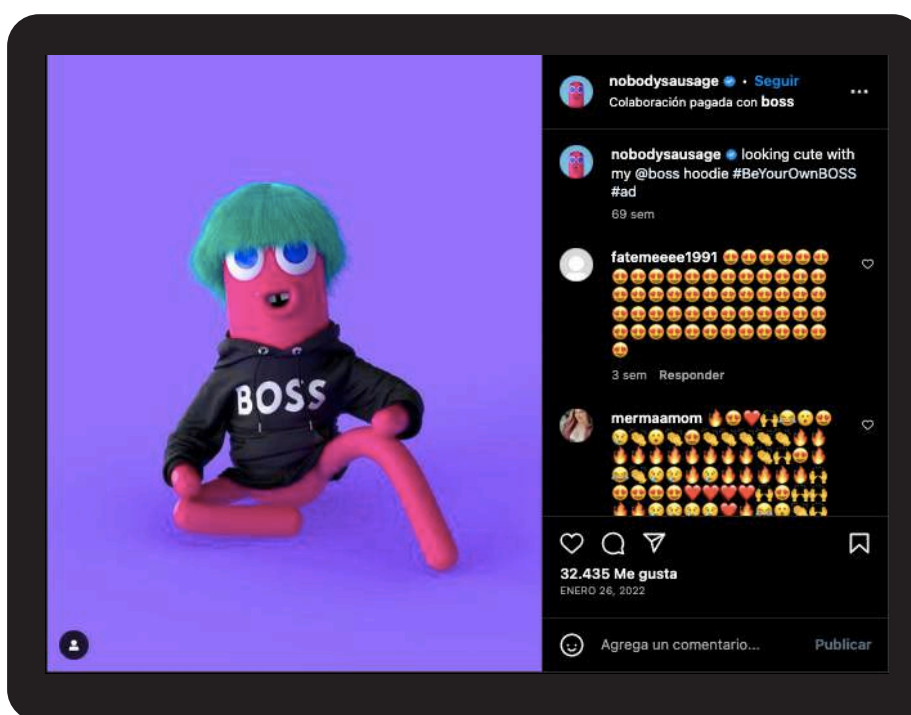 BOSS
nobodysausage • Seguir
Colaboración pagada con boss
nobodysausage looking cute with
my @boss hoodie #BeYourOwnBOSS
#ad
69 sem
fatemeeee1991 😍😍😍😍😍😍
😍😍😍😍😍😍😍😍😍😍😍😍
😍😍😍😍😍😍😍😍😍😍😍😍
😍😍😍😍😍😍😍😍😍😍😍😍
😍😍😍😍😍😍😍😍😍😍😍😍
😍
3 sem Responder
mermaamom
32.435 Me gusta
ENERO 26, 2022
Agrega un comentario... Publicar